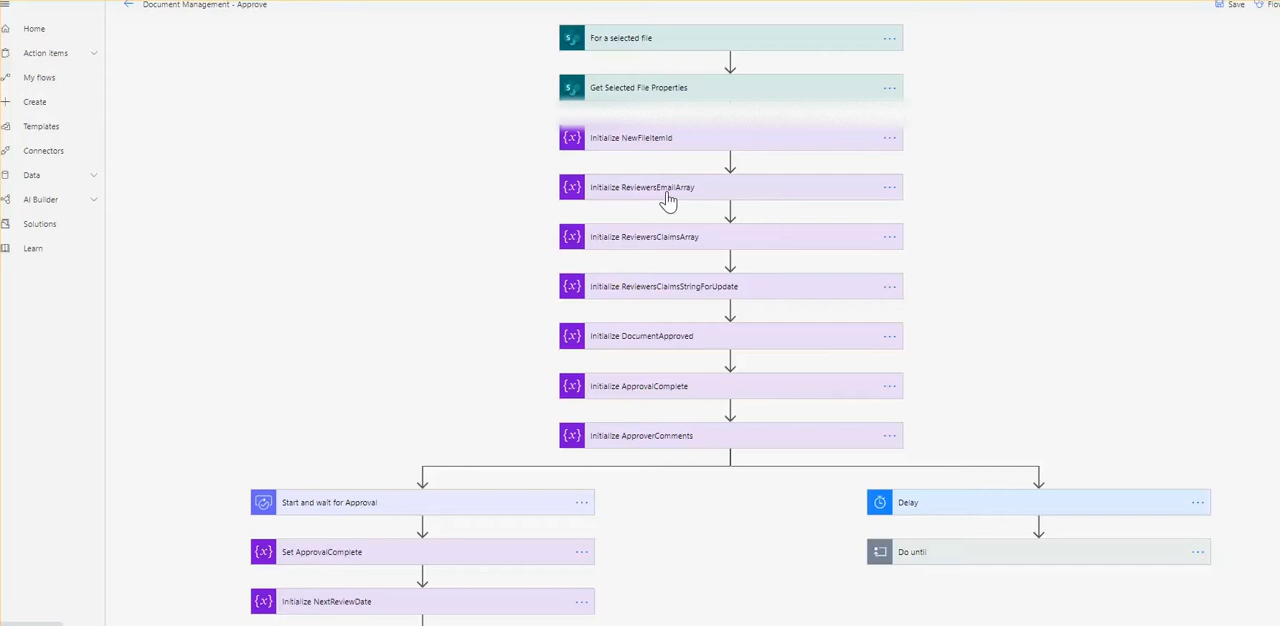 Document Management - Approve
Save
Flow
Home
Action items
My flows
Create
Templates
Connectors
Data
AI Builder
Solutions
Learn
S
For a selected file
S
Get Selected File Properties
{x}
Initialize NewFileItemId
{x}
Initialize ReviewersEmailArray
{x}
Initialize ReviewersClaimsArray
{x}
Initialize ReviewersClaimsStringForUpdate
{x}
Initialize DocumentApproved
{x}
Initialize ApprovalComplete
{x}
Initialize ApproverComments
Start and wait for Approval
Delay
{x}
Set ApprovalComplete
Do until
{x}
Initialize NextReviewDate